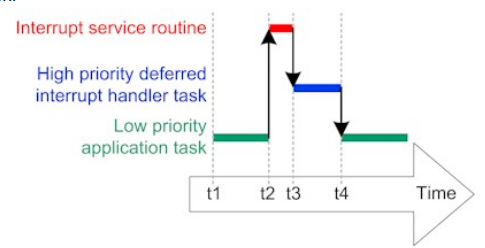 Interrupt service routine
High priority deferred
interrupt handler task
Low priority
application task
t1 t2 t3 t4 Time